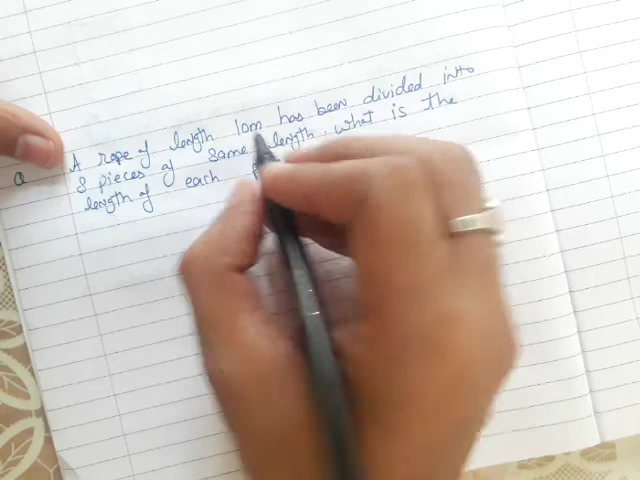 Q A rope of length 10m has been divided into
8 pieces of same length. what is the
length of each